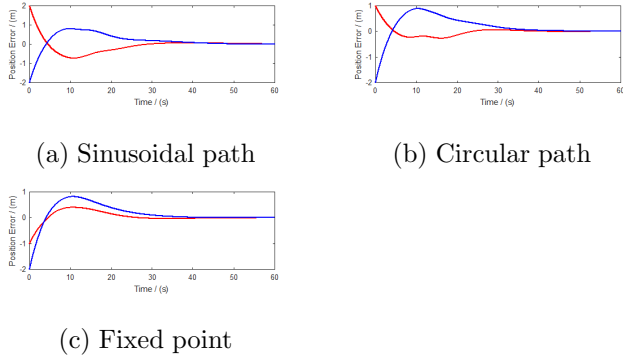 2
1
0
-1
-2
Position Error / (m)
0 10 20 30 40 50 60
Time / (s)
(a) Sinusoidal path
1
0
-1
-2
Position Error / (m)
0 10 20 30 40 50 60
Time / (s)
(b) Circular path
1
0
-1
-2
Position Error / (m)
0 10 20 30 40 50 60
Time / (s)
(c) Fixed point